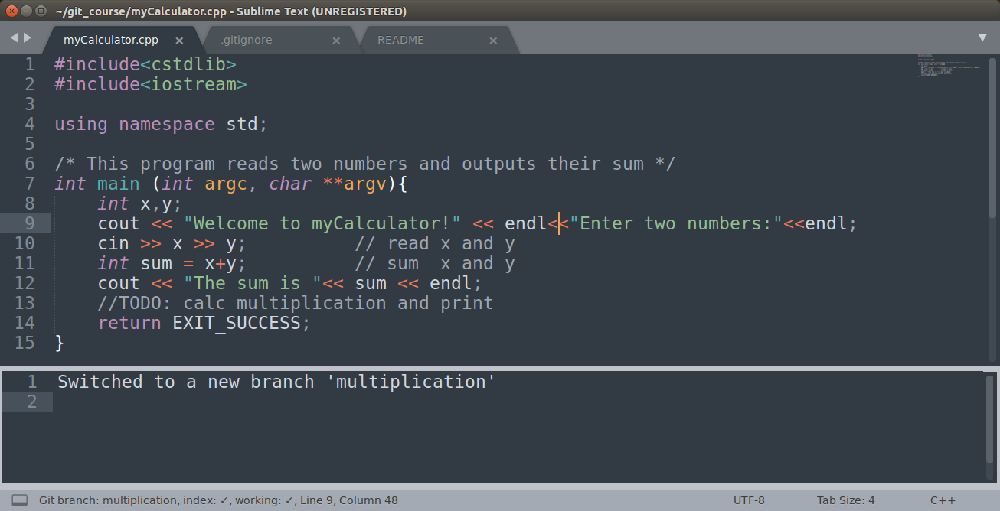 ~/git_course/myCalculator.cpp - Sublime Text (UNREGISTERED)
myCalculator.cpp × .gitignore × README ×
1 #include<cstdlib>
2 #include<iostream>
3
4 using namespace std;
5
6 /* This program reads two numbers and outputs their sum */
7 int main (int argc, char **argv){
8     int x,y;
9     cout << "Welcome to myCalculator!" << endl<<"Enter two numbers:"<<endl;
10     cin >> x >> y;          // read x and y
11     int sum = x+y;          // sum  x and y
12     cout << "The sum is "<< sum << endl;
13     //TODO: calc multiplication and print
14     return EXIT_SUCCESS;
15 }
1 Switched to a new branch 'multiplication'
2
Git branch: multiplication, index: ✓, working: ✓, Line 9, Column 48 UTF-8 Tab Size: 4 C++